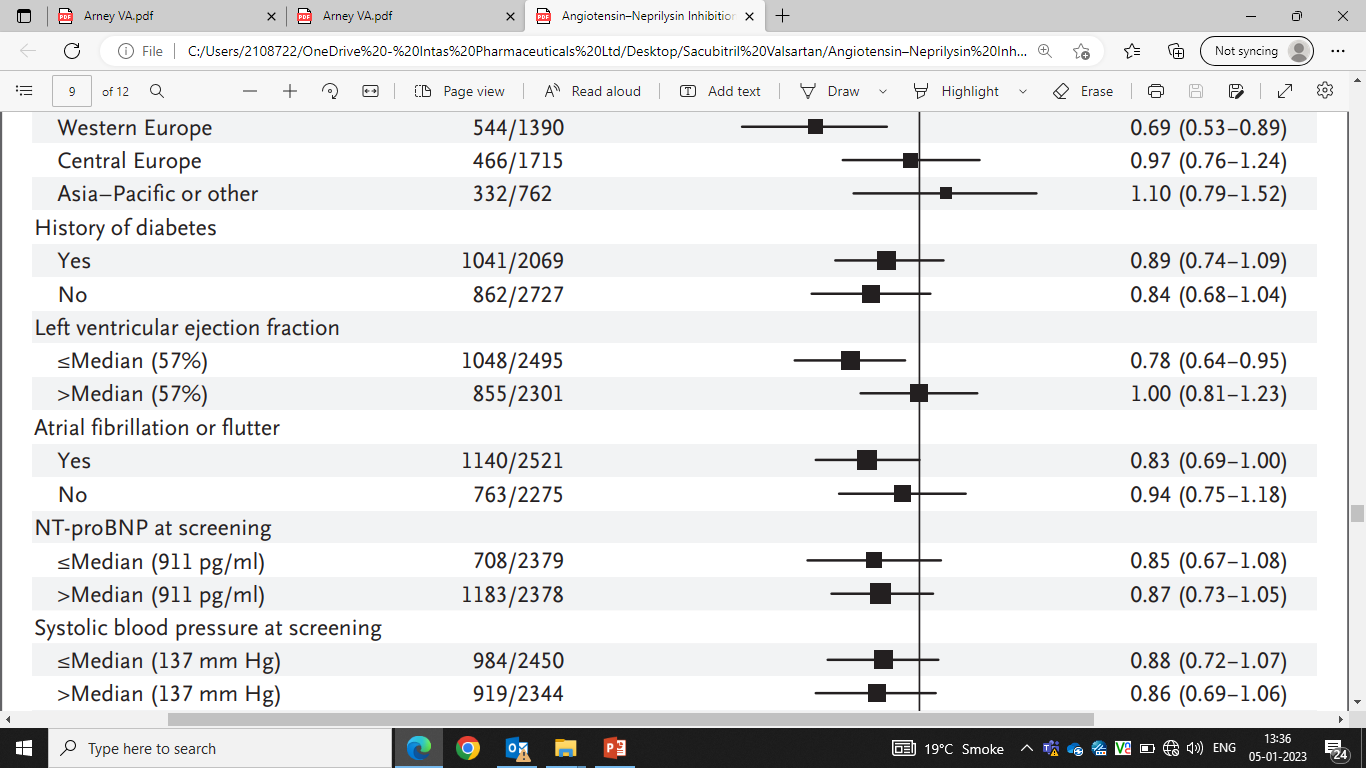 Arney VA.pdf
Arney VA.pdf
Angiotensin–Neprilysin Inhibition
File C:/Users/2108722/OneDrive%20-%20Intas%20Pharmaceuticals%20Ltd/Desktop/Sacubitril%20Valsartan/Angiotensin–Neprilysin%20Inh... Not syncing
9 of 12 Page view Read aloud Add text Draw Highlight Erase
Western Europe 544/1390 0.69 (0.53–0.89)
Central Europe 466/1715 0.97 (0.76–1.24)
Asia–Pacific or other 332/762 1.10 (0.79–1.52)
History of diabetes
Yes 1041/2069 0.89 (0.74–1.09)
No 862/2727 0.84 (0.68–1.04)
Left ventricular ejection fraction
≤Median (57%) 1048/2495 0.78 (0.64–0.95)
>Median (57%) 855/2301 1.00 (0.81–1.23)
Atrial fibrillation or flutter
Yes 1140/2521 0.83 (0.69–1.00)
No 763/2275 0.94 (0.75–1.18)
NT-proBNP at screening
≤Median (911 pg/ml) 708/2379 0.85 (0.67–1.08)
>Median (911 pg/ml) 1183/2378 0.87 (0.73–1.05)
Systolic blood pressure at screening
≤Median (137 mm Hg) 984/2450 0.88 (0.72–1.07)
>Median (137 mm Hg) 919/2344 0.86 (0.69–1.06)
Type here to search 19°C Smoke ENG 13:36
05-01-2023 24